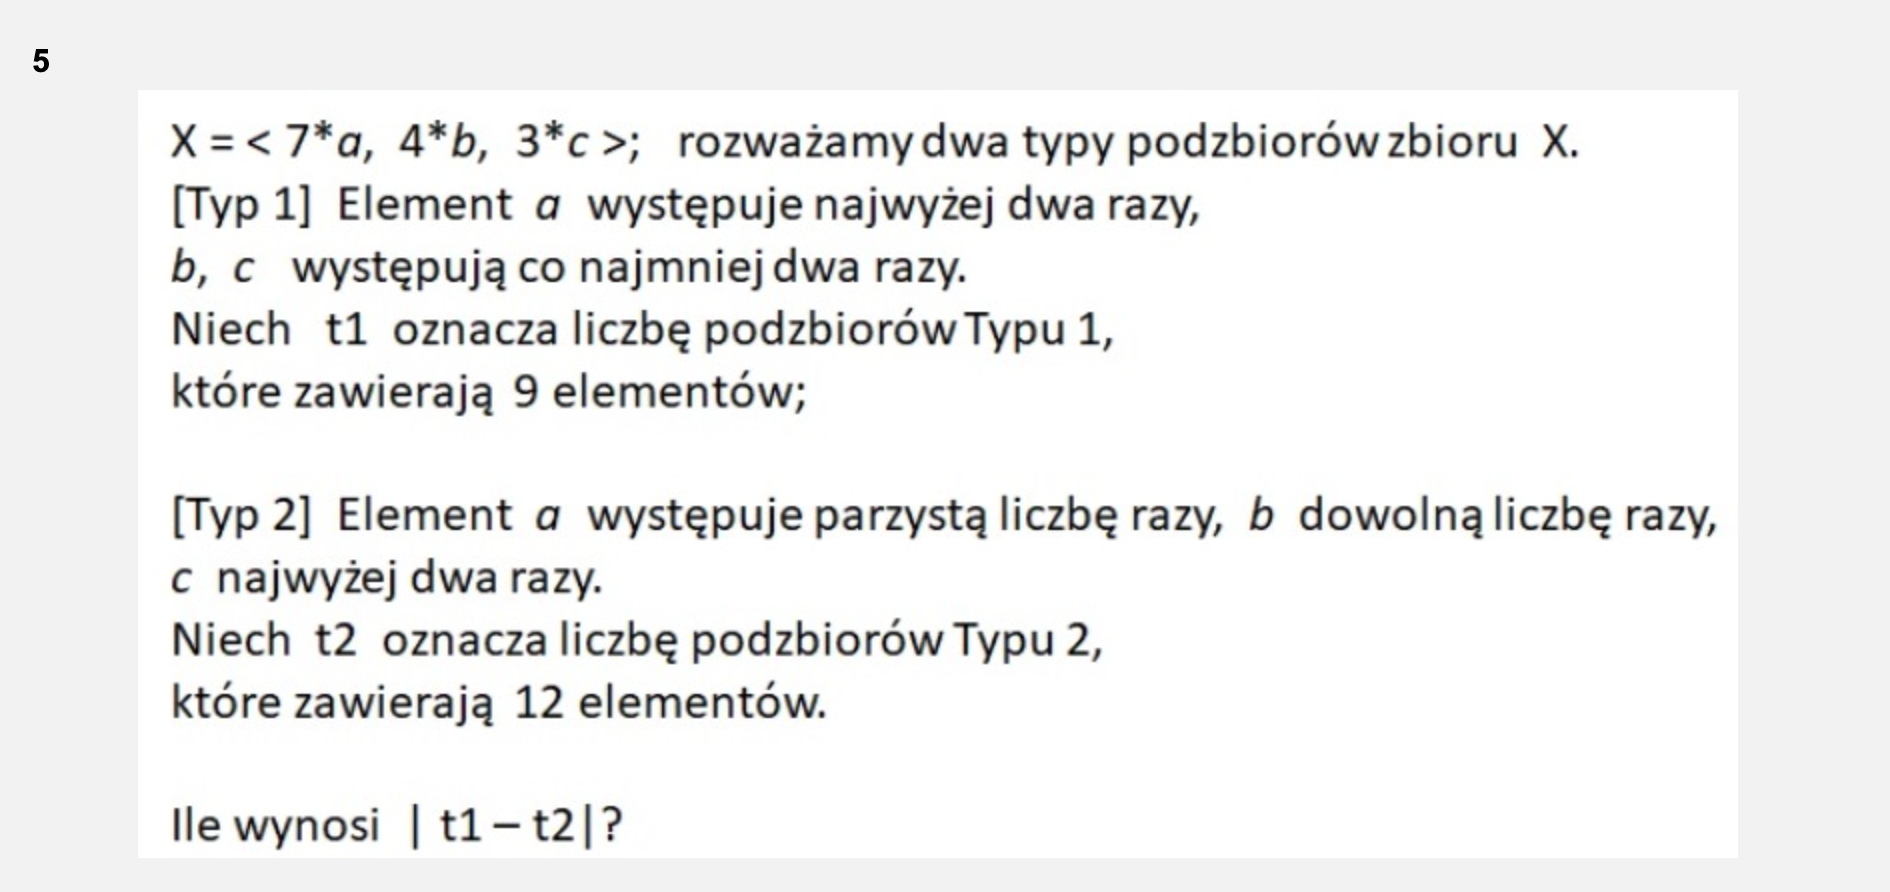 5
X = < 7*a, 4*b, 3*c >; rozważamy dwa typy podzbiorów zbioru X.
[Typ 1] Element a występuje najwyżej dwa razy,
b, c występują co najmniej dwa razy.
Niech t1 oznacza liczbę podzbiorów Typu 1,
które zawierają 9 elementów;
[Typ 2] Element a występuje parzystą liczbę razy, b dowolną liczbę razy,
c najwyżej dwa razy.
Niech t2 oznacza liczbę podzbiorów Typu 2,
które zawierają 12 elementów.
Ile wynosi | t1 – t2|?